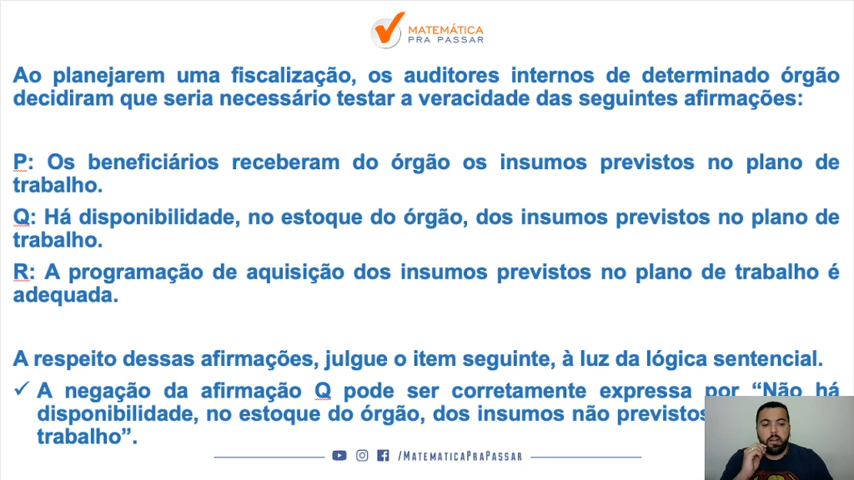 MATEMÁTICA
PRA PASSAR
Ao planejarem uma fiscalização, os auditores internos de determinado órgão
decidiram que seria necessário testar a veracidade das seguintes afirmações:
P: Os beneficiários receberam do órgão os insumos previstos no plano de
trabalho.
Q: Há disponibilidade, no estoque do órgão, dos insumos previstos no plano de
trabalho.
R: A programação de aquisição dos insumos previstos no plano de trabalho é
adequada.
A respeito dessas afirmações, julgue o item seguinte, à luz da lógica sentencial.
✓ A negação da afirmação Q pode ser corretamente expressa por “Não há
disponibilidade, no estoque do órgão, dos insumos não previstos
trabalho”.
/MATEMATICAPRAPASSAR